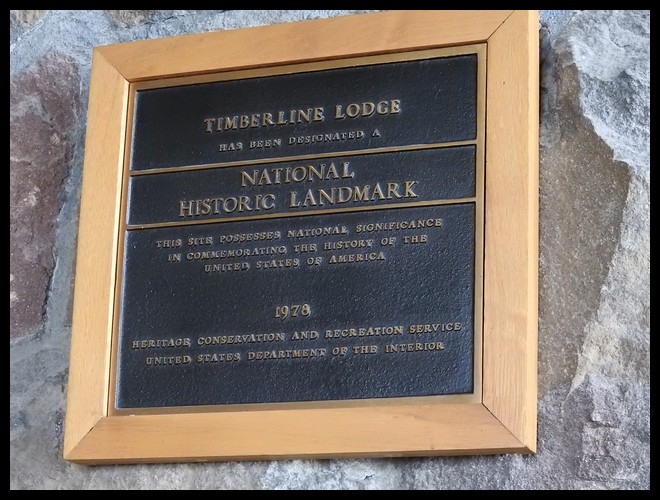 TIMBERLINE LODGE
HAS BEEN DESIGNATED A
NATIONAL
HISTORIC LANDMARK
THIS SITE POSSESSES NATIONAL SIGNIFICANCE
IN COMMEMORATING THE HISTORY OF THE
UNITED STATES OF AMERICA
1978
HERITAGE CONSERVATION AND RECREATION SERVICE
UNITED STATES DEPARTMENT OF THE INTERIOR